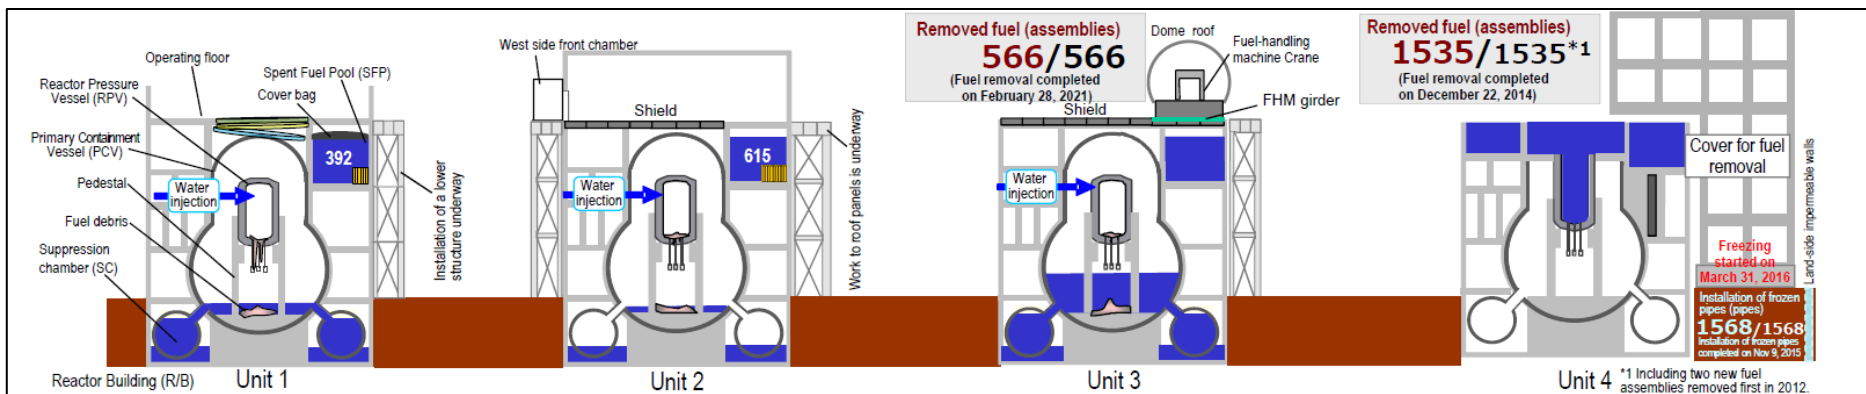 Operating floor
Spent Fuel Pool (SFP)
Cover bag
Reactor Pressure
Vessel (RPV)
Primary Containment
Vessel (PCV)
Pedestal
Water
injection
Fuel debris
Suppression
chamber (SC)
392
Installation of a lower
structure underway
Reactor Building (R/B)
Unit 1
West side front chamber
Shield
615
Water
injection
Work to roof panels is underway
Unit 2
Removed fuel (assemblies)
566/566
(Fuel removal completed
on February 28, 2021)
Dome roof
Fuel-handling
machine Crane
FHM girder
Shield
Water
injection
Unit 3
Removed fuel (assemblies)
1535/1535*1
(Fuel removal completed
on December 22, 2014)
Cover for fuel
removal
Land-side impermeable walls
Freezing
started on
March 31, 2016
Installation of frozen
pipes (pipes)
1568/1568
Installation of frozen pipes
completed on Nov 9, 2015
Unit 4
*1 Including two new fuel
assemblies removed first in 2012.